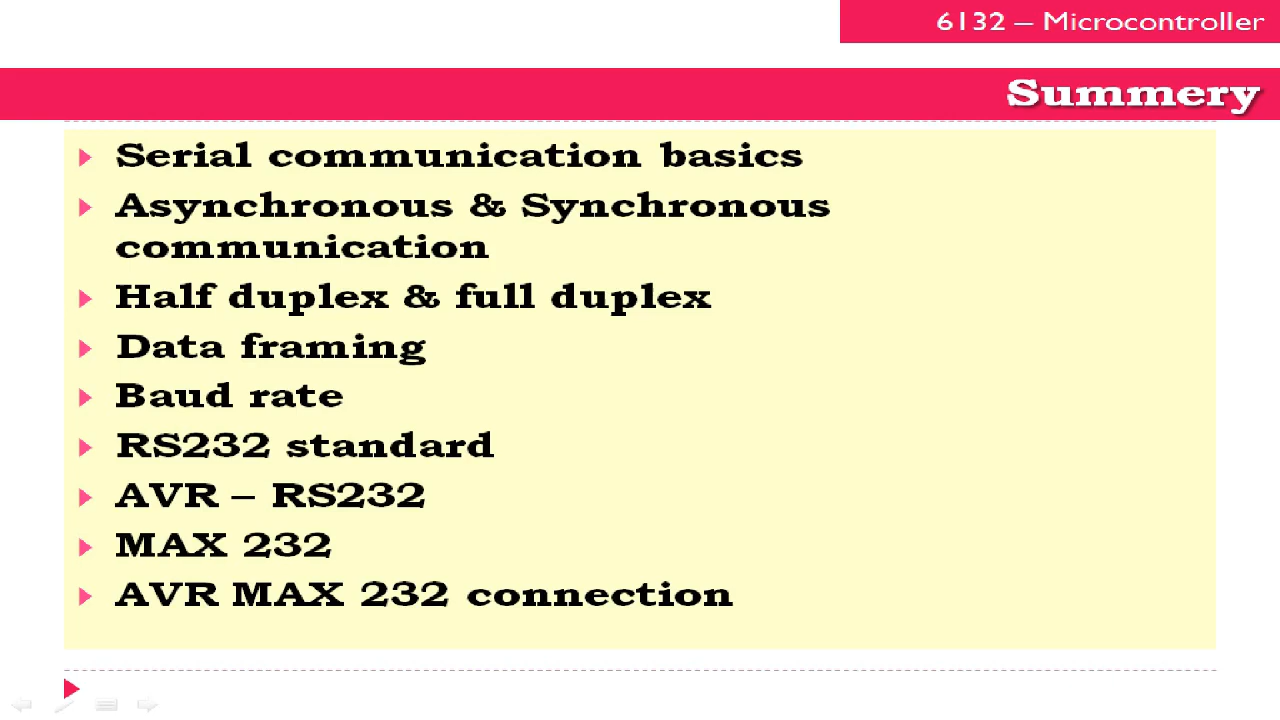 6132 – Microcontroller
Summery
Serial communication basics
Asynchronous & Synchronous
communication
Half duplex & full duplex
Data framing
Baud rate
RS232 standard
AVR – RS232
MAX 232
AVR MAX 232 connection